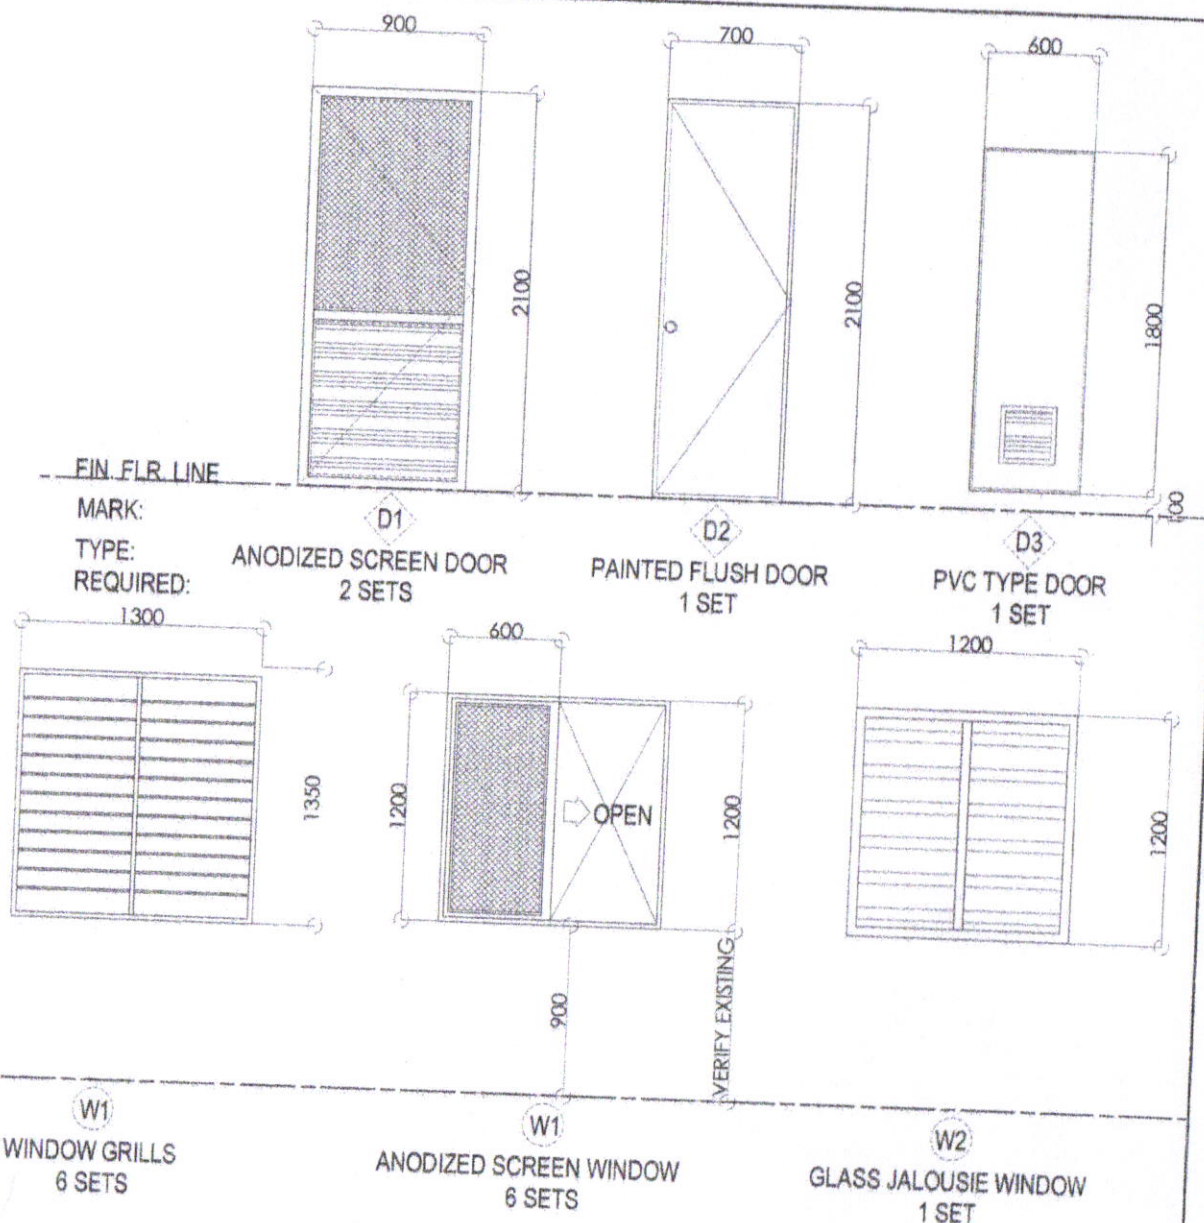 900
700
600
2100
2100
1800
FIN. FLR. LINE
MARK:
D1
D2
D3
TYPE:
ANODIZED SCREEN DOOR
PAINTED FLUSH DOOR
PVC TYPE DOOR
REQUIRED:
2 SETS
1 SET
1 SET
1300
600
1200
1350
1200
OPEN
1200
1200
900
VERIFY EXISTING
W1
W1
W2
WINDOW GRILLS
ANODIZED SCREEN WINDOW
GLASS JALOUSIE WINDOW
6 SETS
6 SETS
1 SET